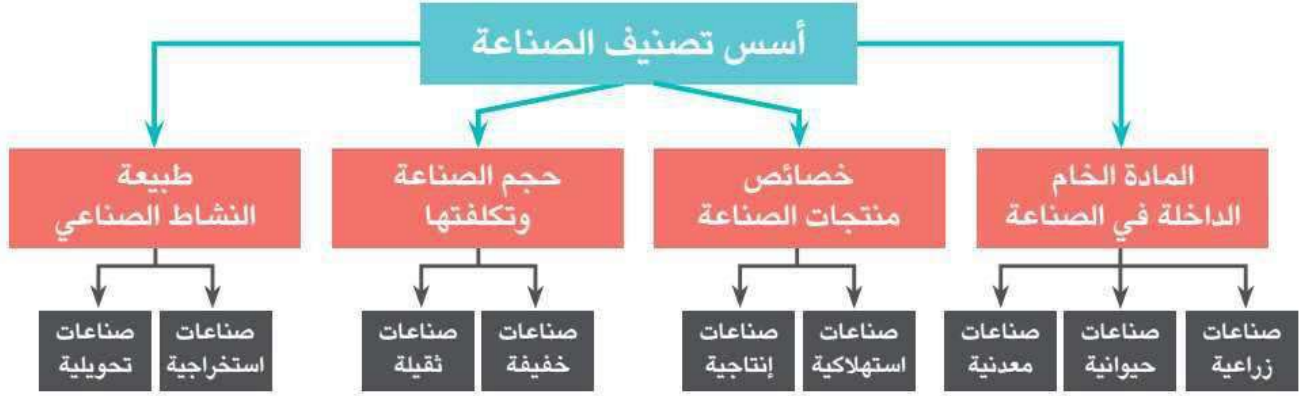 أسس تصنيف الصناعة
المادة الخام
الداخلة في الصناعة
خصائص
منتجات الصناعة
حجم الصناعة
وتكلفتها
طبيعة
النشاط الصناعي
صناعات
زراعية
صناعات
حيوانية
صناعات
معدنية
صناعات
استهلاكية
صناعات
إنتاجية
صناعات
خفيفة
صناعات
ثقيلة
صناعات
استخراجية
صناعات
تحويلية